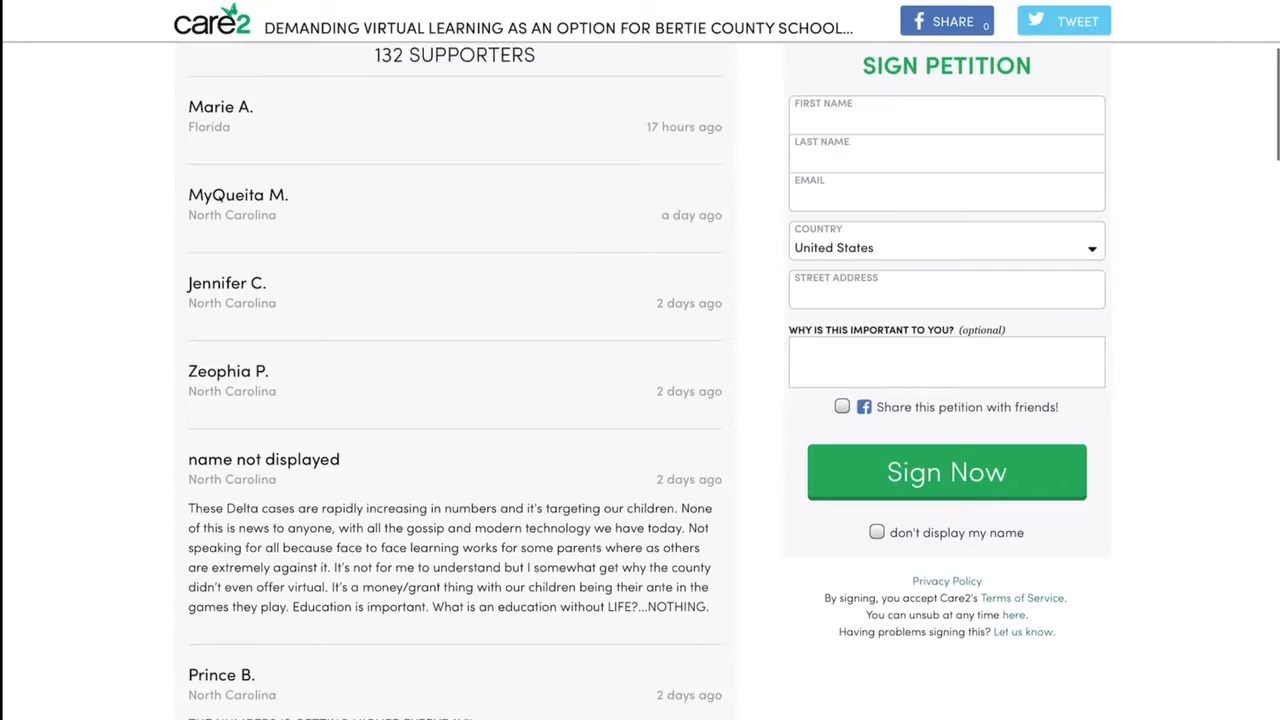 care2 DEMANDING VIRTUAL LEARNING AS AN OPTION FOR BERTIE COUNTY SCHOOL... SHARE 0 TWEET
132 SUPPORTERS
Marie A.
Florida 17 hours ago
MyQueita M.
North Carolina a day ago
Jennifer C.
North Carolina 2 days ago
Zeophia P.
North Carolina 2 days ago
name not displayed
North Carolina 2 days ago
These Delta cases are rapidly increasing in numbers and it's targeting our children. None
of this is news to anyone, with all the gossip and modern technology we have today. Not
speaking for all because face to face learning works for some parents where as others
are extremely against it. It's not for me to understand but I somewhat get why the county
didn't even offer virtual. It's a money/grant thing with our children being their ante in the
games they play. Education is important. What is an education without LIFE?...NOTHING.
Prince B.
North Carolina 2 days ago
SIGN PETITION
FIRST NAME
LAST NAME
EMAIL
COUNTRY
United States
STREET ADDRESS
WHY IS THIS IMPORTANT TO YOU? (optional)
Share this petition with friends!
Sign Now
don't display my name
Privacy Policy
By signing, you accept Care2's Terms of Service.
You can unsub at any time here.
Having problems signing this? Let us know.